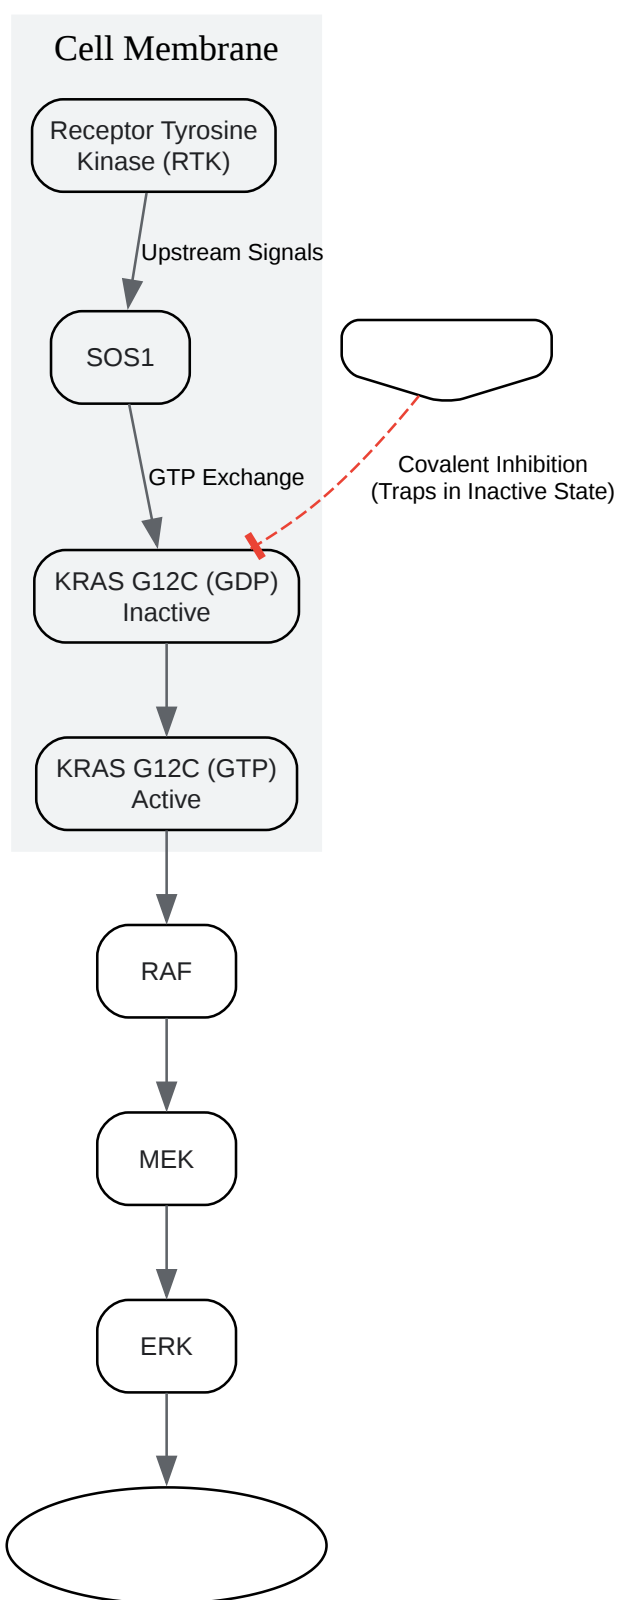 Cell Membrane
Receptor Tyrosine
Kinase (RTK)
Upstream Signals
SOS1
GTP Exchange
Covalent Inhibition
(Traps in Inactive State)
KRAS G12C (GDP)
Inactive
KRAS G12C (GTP)
Active
RAF
MEK
ERK